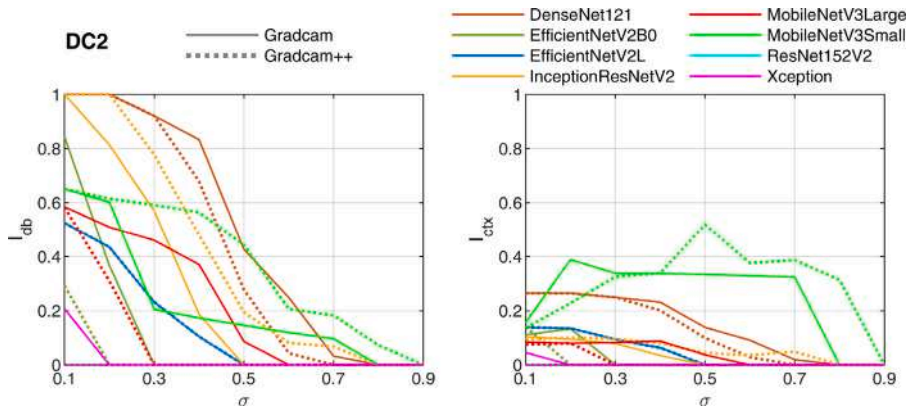 DC2
Gradcam
Gradcam++
DenseNet121
EfficientNetV2B0
EfficientNetV2L
InceptionResNetV2
MobileNetV3Large
MobileNetV3Small
ResNet152V2
Xception
1
0.8
0.6
0.4
0.2
0
I_db
0.1 0.3 0.5 0.7 0.9
σ
1
0.8
0.6
0.4
0.2
0
I_ctx
0.1 0.3 0.5 0.7 0.9
σ